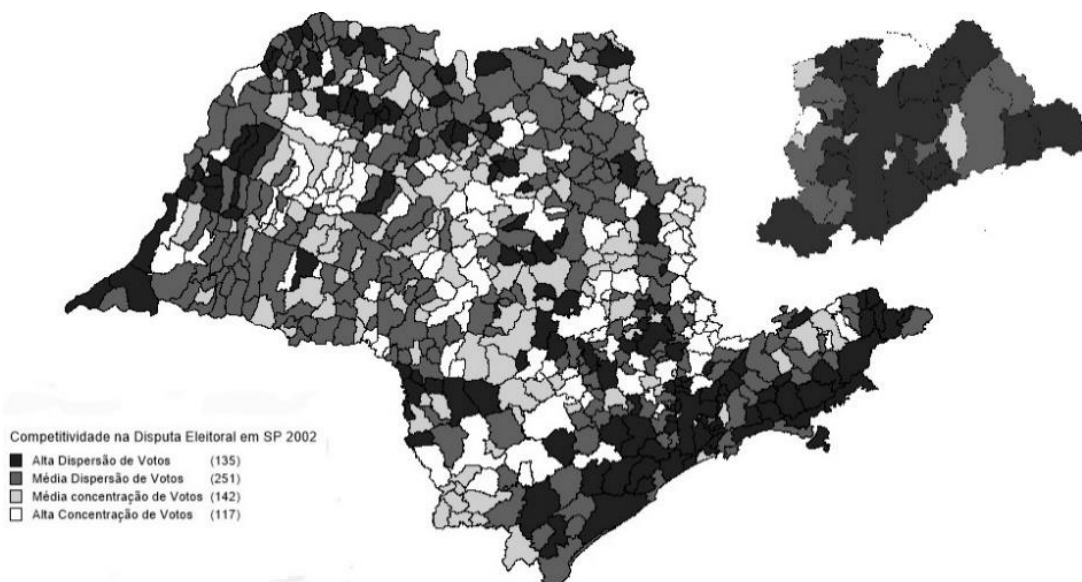 Competitividade na Disputa Eleitoral em SP 2002
Alta Dispersão de Votos (135)
Média Dispersão de Votos (251)
Média concentração de Votos (142)
Alta Concentração de Votos (117)